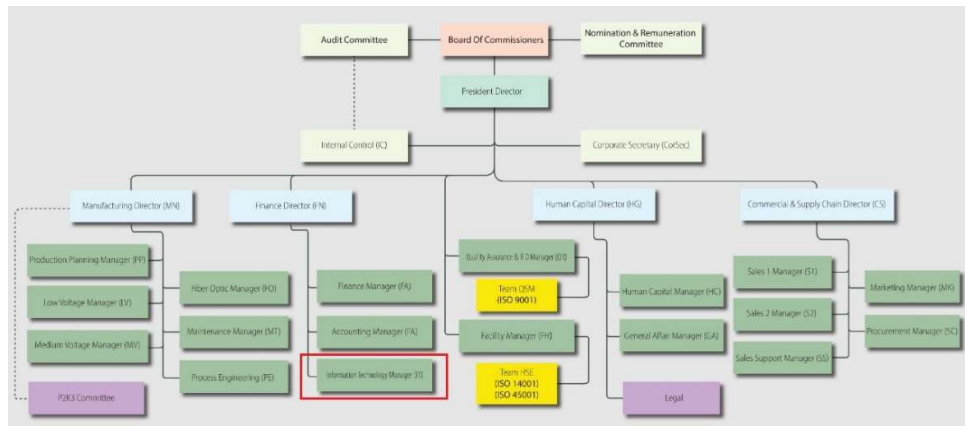 Audit Committee
Board Of Commissioners
Nomination & Remuneration
Committee
President Director
Internal Control (IC)
Corporate Secretary (CorSec)
Manufacturing Director (MN)
Finance Director (FN)
Human Capital Director (HG)
Commercial & Supply Chain Director (CS)
Production Planning Manager (PP)
Low Voltage Manager (LV)
Medium Voltage Manager (MV)
P2K3 Committee
Fiber Optic Manager (FO)
Maintenance Manager (MT)
Process Engineering (PE)
Finance Manager (FA)
Accounting Manager (FA)
Information Technology Manager (IT)
Quality Assurance & R D Manager
Team QSM
(ISO 9001)
Facility Manager (FH)
Team HSE
(ISO 14001)
(ISO 45001)
Human Capital Manager (HC)
General Affair Manager (GA)
Legal
Sales 1 Manager (S1)
Sales 2 Manager (S2)
Sales Support Manager (SS)
Marketing Manager (MK)
Procurement Manager (SC)